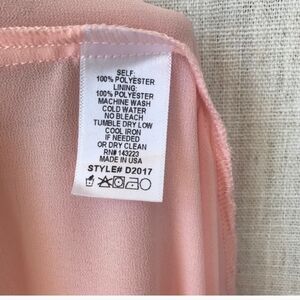 SELF:
100% POLYESTER
LINING:
100% POLYESTER
MACHINE WASH
COLD WATER
NO BLEACH
TUMBLE DRY LOW
COOL IRON
IF NEEDED
OR DRY CLEAN
RN# 143223
MADE IN USA
STYLE# D2017